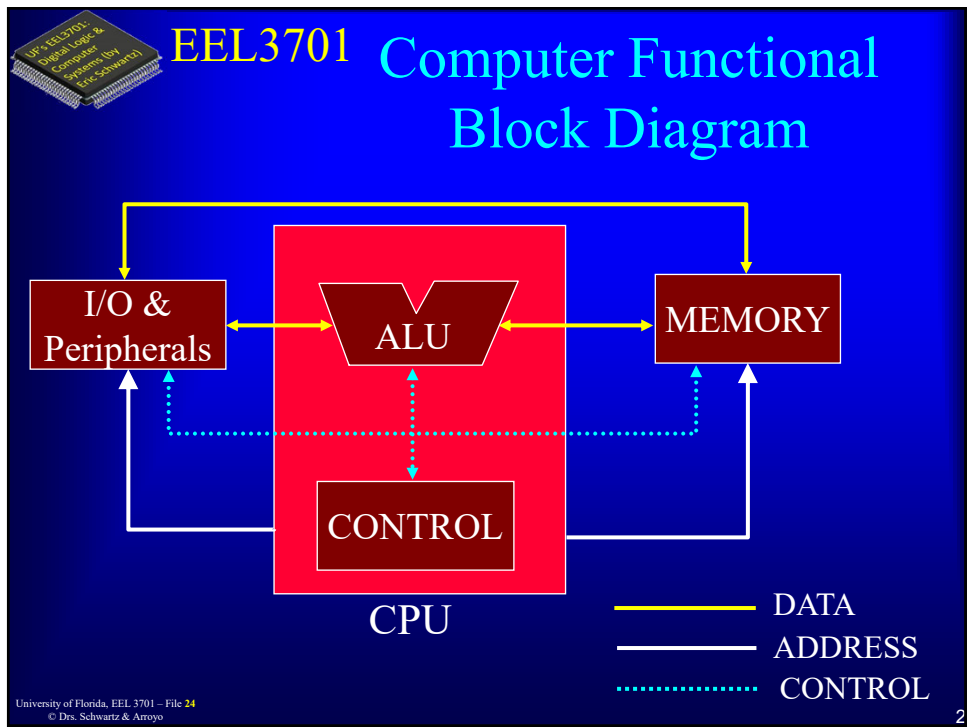 UF's EEL3701:
Digital Logic &
Computer
Systems (by
Eric Schwartz)
EEL3701
Computer Functional
Block Diagram
I/O &
Peripherals
ALU
MEMORY
CONTROL
CPU
DATA
ADDRESS
CONTROL
University of Florida, EEL 3701 – File 24
© Drs. Schwartz & Arroyo
2